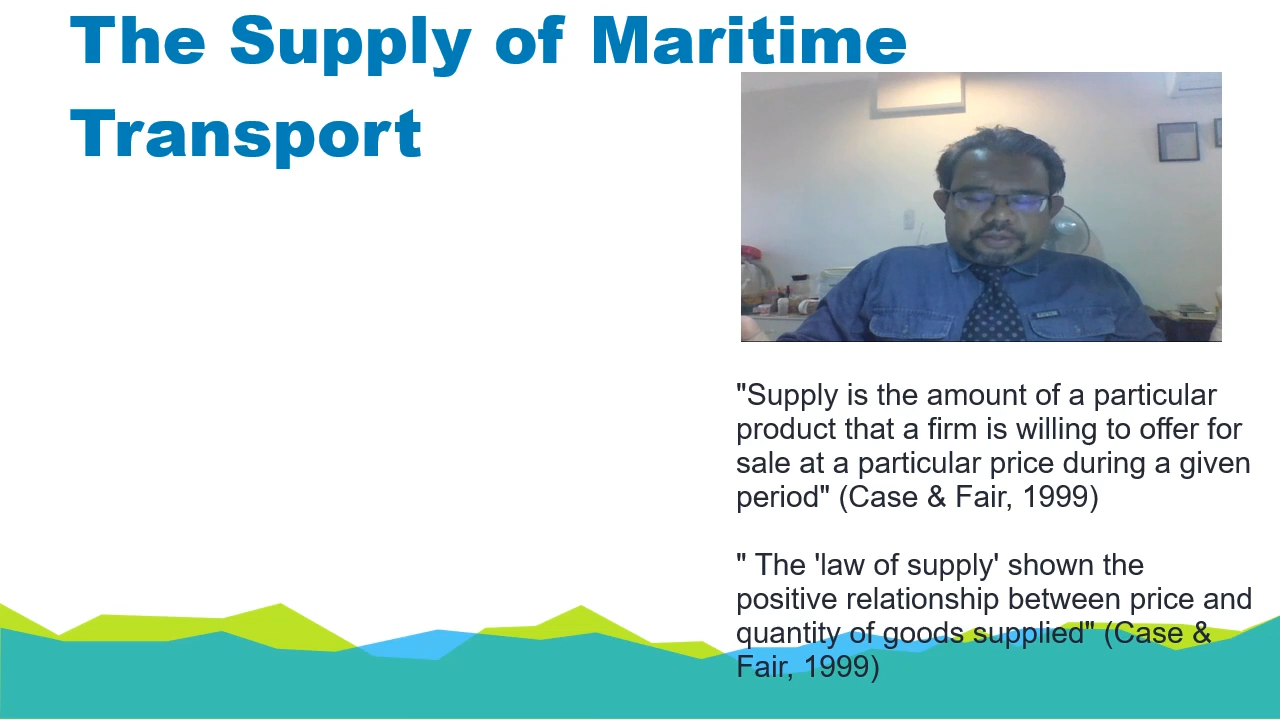 The Supply of Maritime
Transport
"Supply is the amount of a particular
product that a firm is willing to offer for
sale at a particular price during a given
period" (Case & Fair, 1999)
" The 'law of supply' shown the
positive relationship between price and
quantity of goods supplied" (Case &
Fair, 1999)